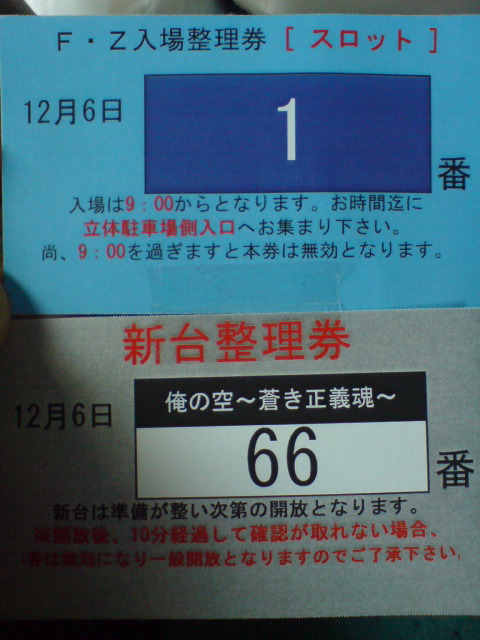 F・Z入場整理券 [ スロット ]
12月6日
1
番
入場は9：00からとなります。お時間迄に
立体駐車場側入口へお集まり下さい。
尚、9：00を過ぎますと本券は無効となります。
新台整理券
12月6日
俺の空～蒼き正義魂～
66
番
新台は準備が整い次第の開放となります。
※開放後、10分経過して確認が取れない場合、
券は無効になり一般開放となりますのでご了承下さい。